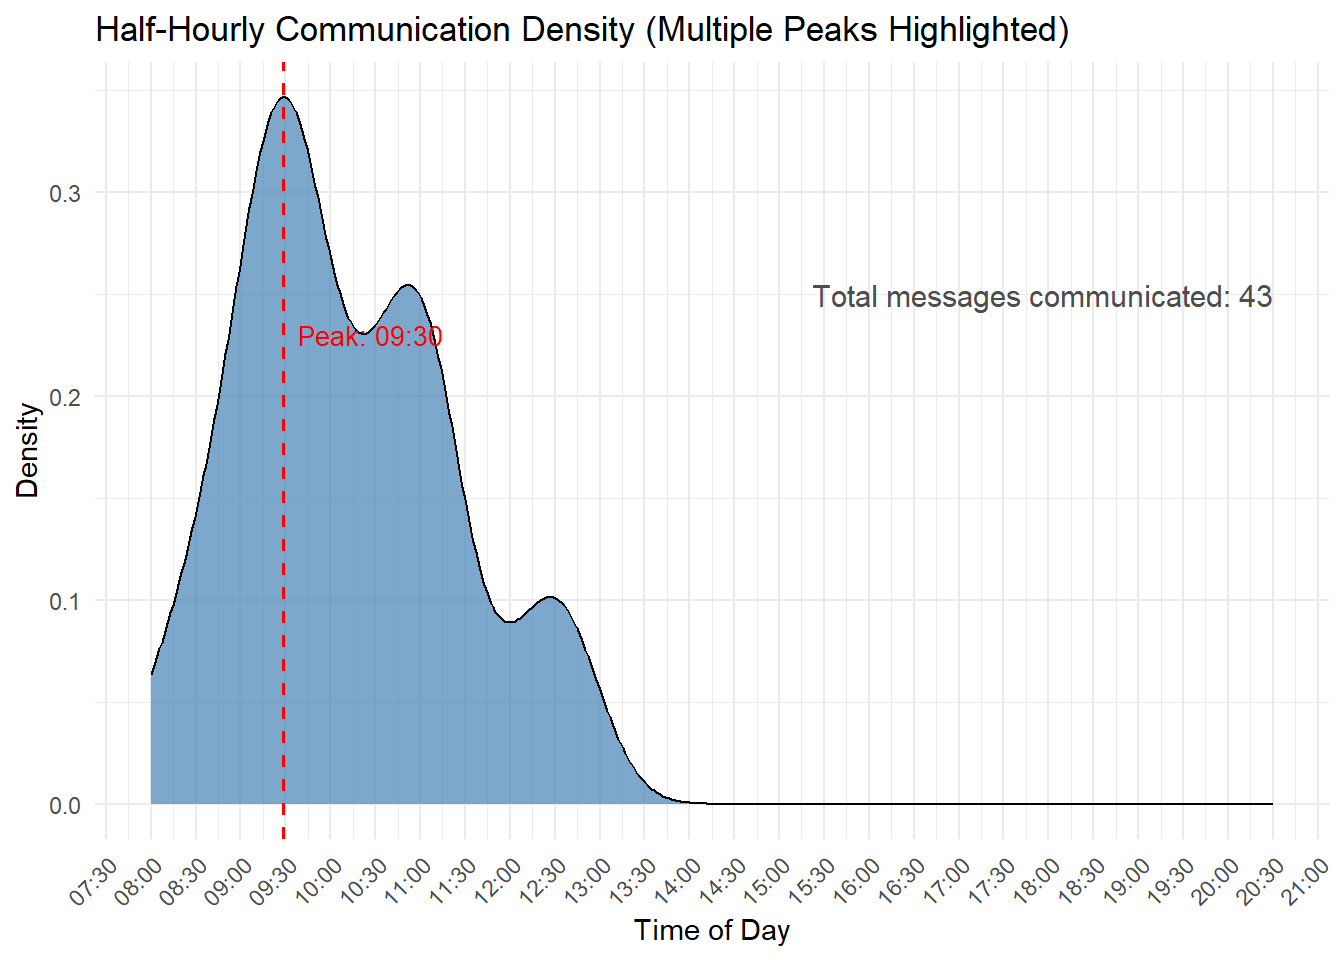 Half-Hourly Communication Density (Multiple Peaks Highlighted)
0.3
Total messages communicated: 43
Peak: 09:30
0.2
Density
0.1
0.0
07:30 08:00 08:30 09:00 09:30 10:00 10:30 11:00 11:30 12:00 12:30 13:00 13:30 14:00 14:30 15:00 15:30 16:00 16:30 17:00 17:30 18:00 18:30 19:00 19:30 20:00 20:30 21:00
Time of Day